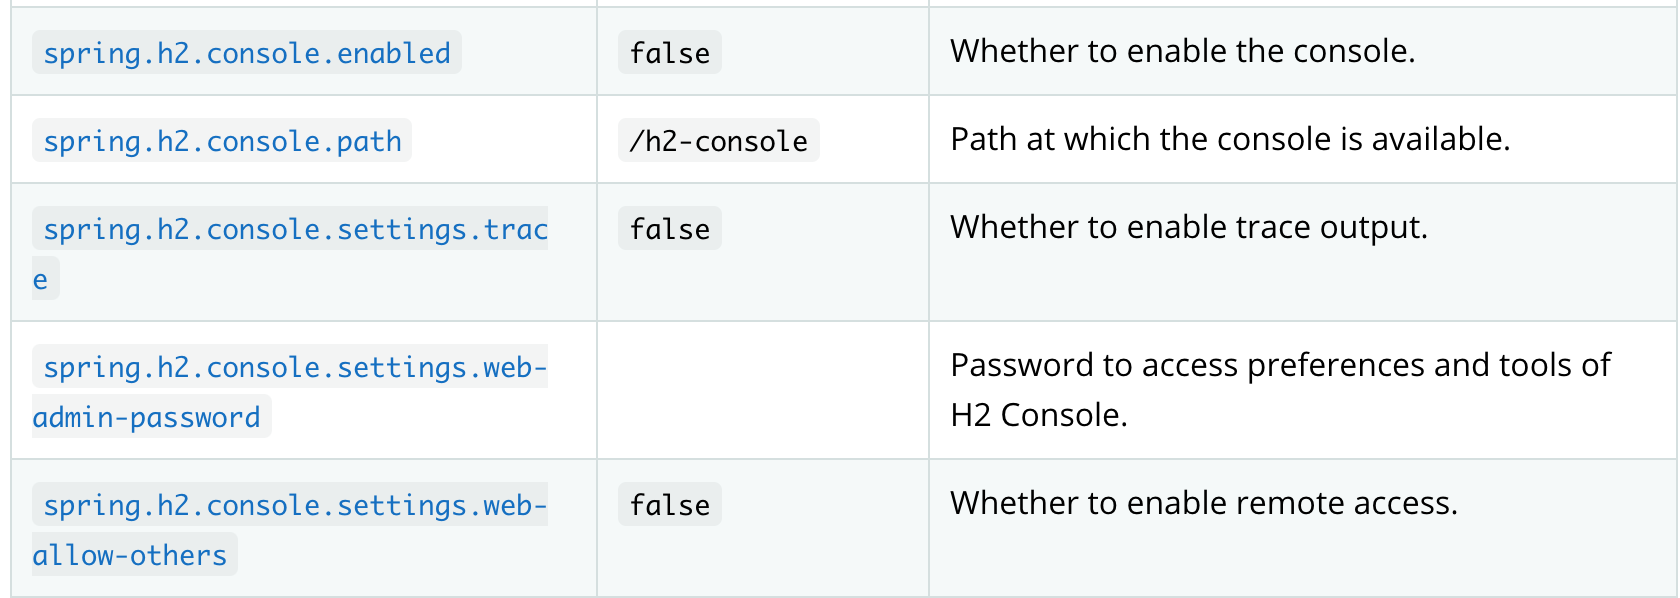 spring.h2.console.enabled false Whether to enable the console.
spring.h2.console.path /h2-console Path at which the console is available.
spring.h2.console.settings.trac false Whether to enable trace output.
e
spring.h2.console.settings.web- Password to access preferences and tools of
admin-password H2 Console.
spring.h2.console.settings.web- false Whether to enable remote access.
allow-others